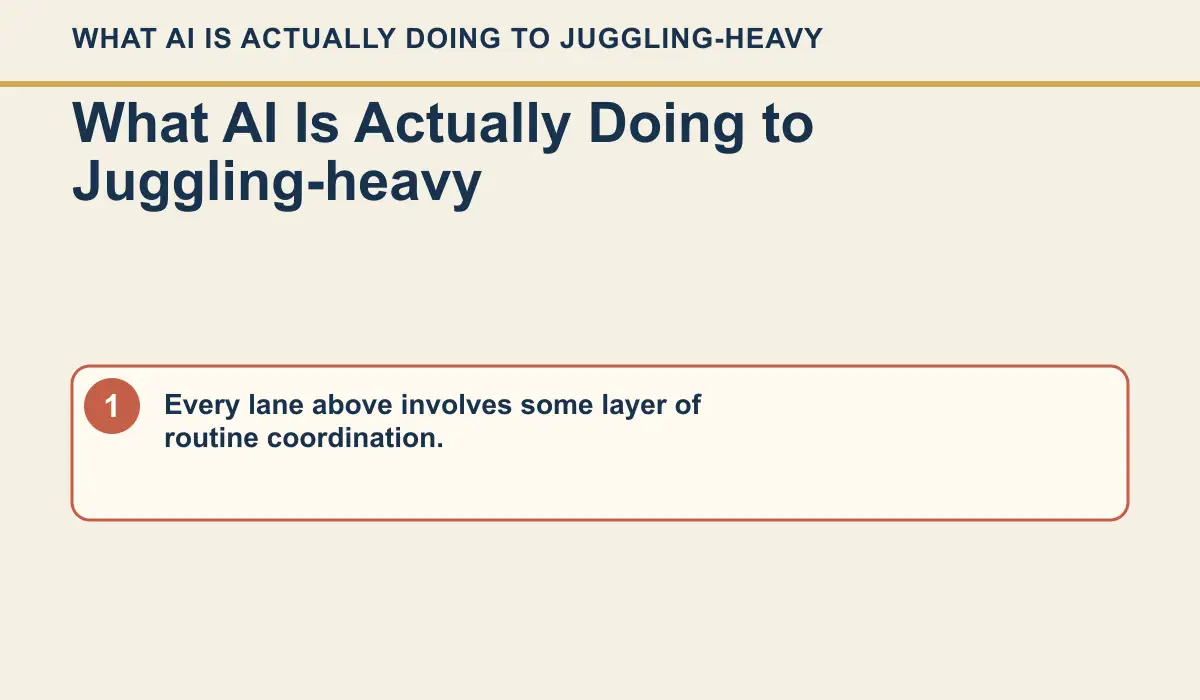 WHAT AI IS ACTUALLY DOING TO JUGGLING-HEAVY
What AI Is Actually Doing to
Juggling-heavy
1
Every lane above involves some layer of
routine coordination.